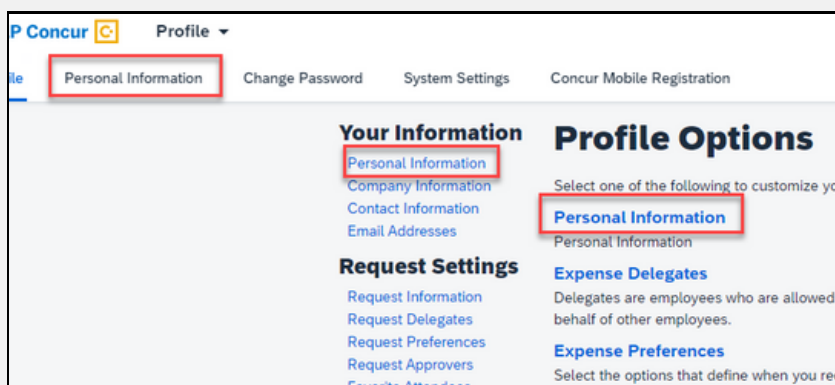 P Concur C Profile
ile Personal Information Change Password System Settings Concur Mobile Registration
Your Information
Personal Information
Company Information
Contact Information
Email Addresses
Request Settings
Request Information
Request Delegates
Request Preferences
Request Approvers
Favorite Attendees
Profile Options
Select one of the following to customize yo
Personal Information
Personal Information
Expense Delegates
Delegates are employees who are allowed
behalf of other employees.
Expense Preferences
Select the options that define when you re